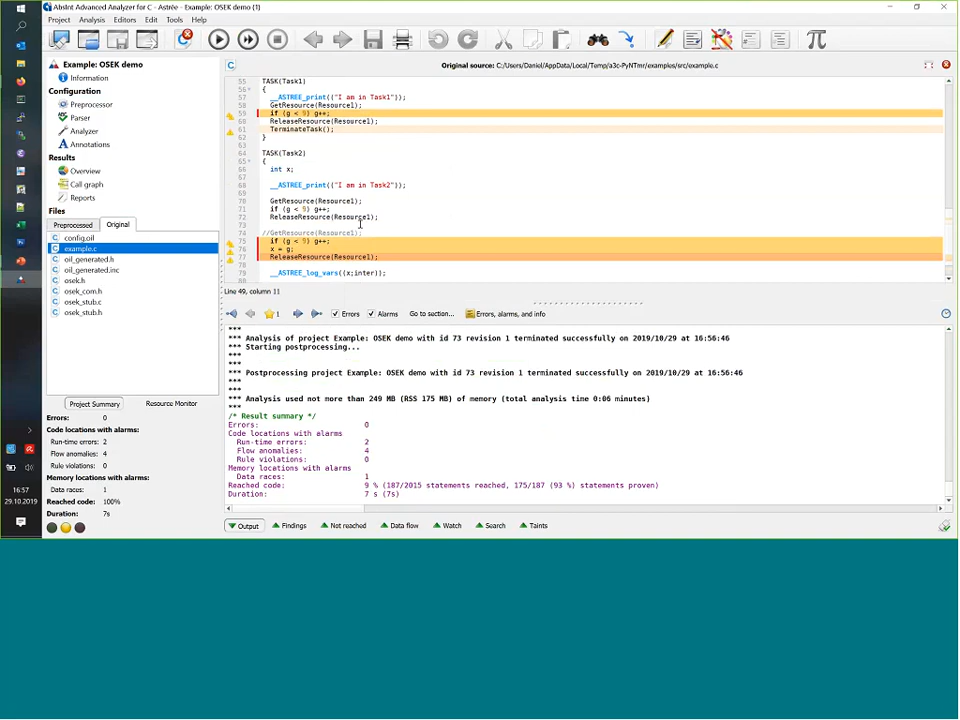 AbsInt Advanced Analyzer for C - Astrée - Example: OSEK demo (1)
Project Analysis Editors Edit Tools Help
Example: OSEK demo
Information
Configuration
Preprocessor
Parser
Analyzer
Annotations
Results
Overview
Call graph
Reports
Files
Preprocessed Original
config.oil
example.c
oil_generated.h
oil_generated.inc
osek.h
osek_com.h
osek_stub.c
osek_stub.h
Project Summary Resource Monitor
Errors: 0
Code locations with alarms:
Run-time errors: 2
Flow anomalies: 4
Rule violations: 0
Memory locations with alarms:
Data races: 1
Reached code: 100%
Duration: 7s
16:57
29.10.2019
Original source: C:/Users/Daniel/AppData/Local/Temp/a3c-PyNTmr/examples/src/example.c
55 TASK(Task1)
56 {
57 __ASTREE_print(("I am in Task1"));
58 GetResource(Resource1);
59 if (g < 9) g++;
60 ReleaseResource(Resource1);
61 TerminateTask();
62 }
63
64 TASK(Task2)
65 {
66 int x;
67
68 __ASTREE_print(("I am in Task2"));
69
70 GetResource(Resource1);
71 if (g < 9) g++;
72 ReleaseResource(Resource1);
73
74 //GetResource(Resource1);
75 if (g < 9) g++;
76 x = g;
77 ReleaseResource(Resource1);
78
79 __ASTREE_log_vars((x;inter));
80
Line 49, column 11
1 Errors Alarms Go to section... Errors, alarms, and info
***
*** Analysis of project Example: OSEK demo with id 73 revision 1 terminated successfully on 2019/10/29 at 16:56:46
*** Starting postprocessing...
***
***
*** Postprocessing project Example: OSEK demo with id 73 revision 1 terminated successfully on 2019/10/29 at 16:56:46
***
***
*** Analysis used not more than 249 MB (RSS 175 MB) of memory (total analysis time 0:06 minutes)
***
/* Result summary */
Errors: 0
Code locations with alarms
Run-time errors: 2
Flow anomalies: 4
Rule violations: 0
Memory locations with alarms
Data races: 1
Reached code: 9 % (187/2015 statements reached, 175/187 (93 %) statements proven)
Duration: 7 s (7s)
Output Findings Not reached Data flow Watch Search Taints